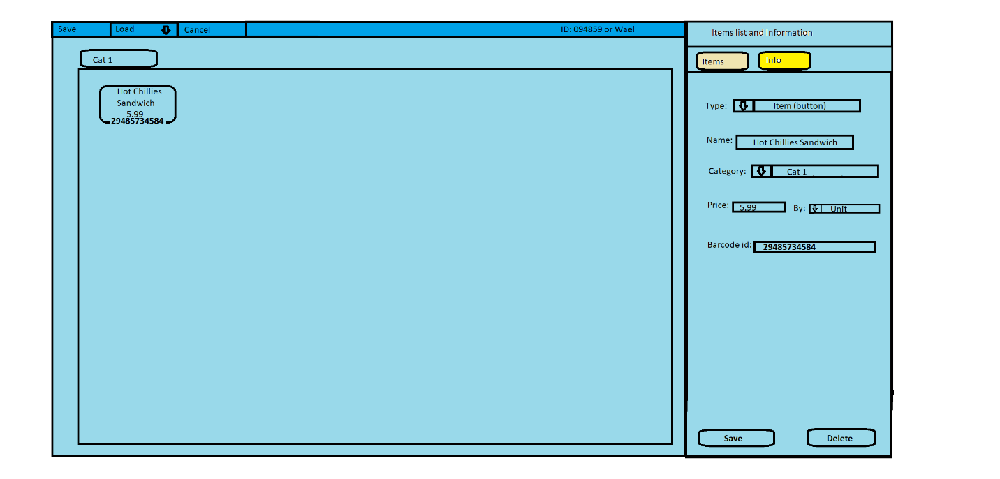 Save
Load
Cancel
ID: 094859 or Wael
Items list and Information
Cat 1
Items
Info
Hot Chillies
Sandwich
5.99
29485734584
Type:
Item (button)
Name:
Hot Chillies Sandwich
Category:
Cat 1
Price:
5.99
By:
Unit
Barcode id:
29485734584
Save
Delete